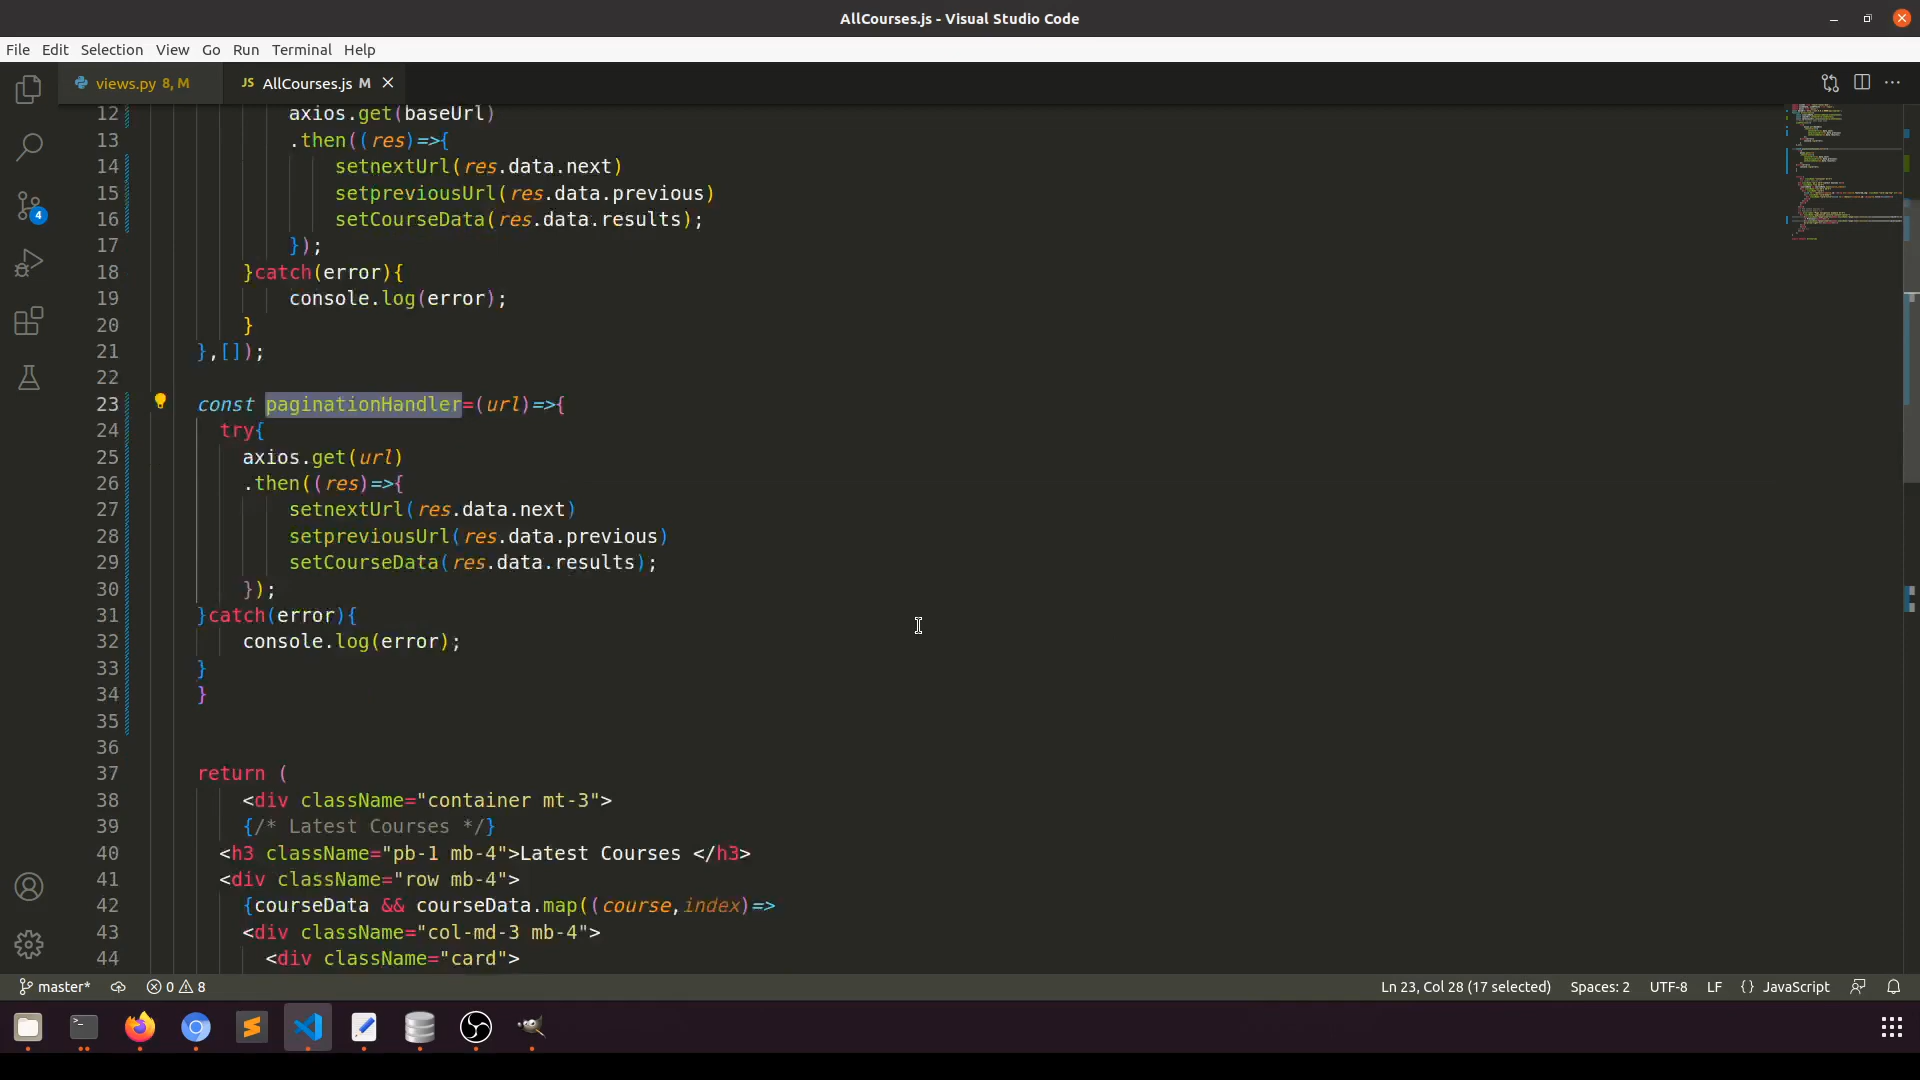 AllCourses.js - Visual Studio Code
File Edit Selection View Go Run Terminal Help
views.py 8, M
JS AllCourses.js M
12 axios.get(baseUrl)
13 .then((res)=>{
14 setnextUrl(res.data.next)
15 setpreviousUrl(res.data.previous)
16 setCourseData(res.data.results);
17 });
18 }catch(error){
19 console.log(error);
20 }
21 },[]);
22
23 const paginationHandler=(url)=>{
24 try{
25 axios.get(url)
26 .then((res)=>{
27 setnextUrl(res.data.next)
28 setpreviousUrl(res.data.previous)
29 setCourseData(res.data.results);
30 });
31 }catch(error){
32 console.log(error);
33 }
34 }
35
36
37 return (
38 <div className="container mt-3">
39 {/* Latest Courses */}
40 <h3 className="pb-1 mb-4">Latest Courses </h3>
41 <div className="row mb-4">
42 {courseData && courseData.map((course,index)=>
43 <div className="col-md-3 mb-4">
44 <div className="card">
4
master* 0 8
Ln 23, Col 28 (17 selected) Spaces: 2 UTF-8 LF {} JavaScript